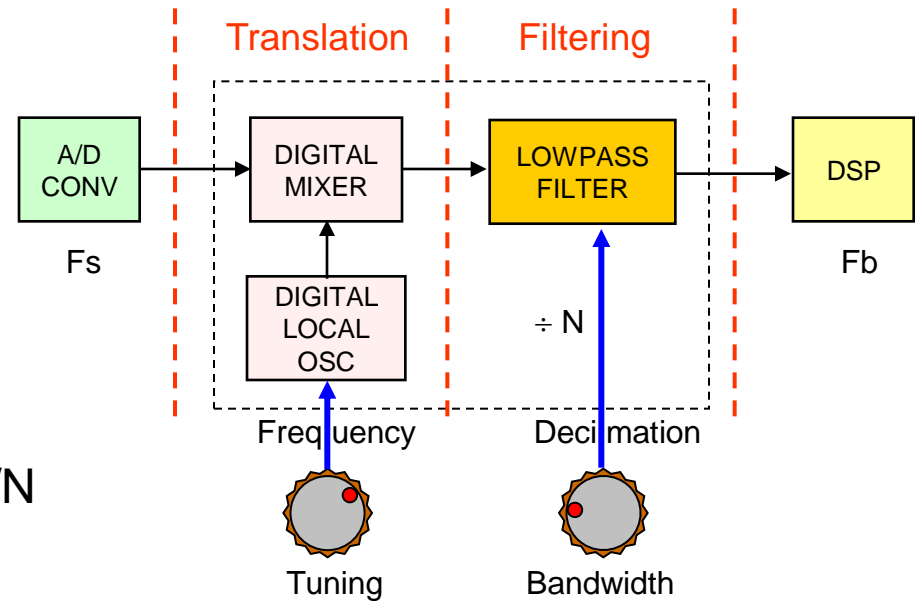 Translation
Filtering
A/D
CONV
DIGITAL
MIXER
LOWPASS
FILTER
DSP
Fs
Fb
DIGITAL
LOCAL
OSC
÷ N
Frequency
Decimation
/N
Tuning
Bandwidth